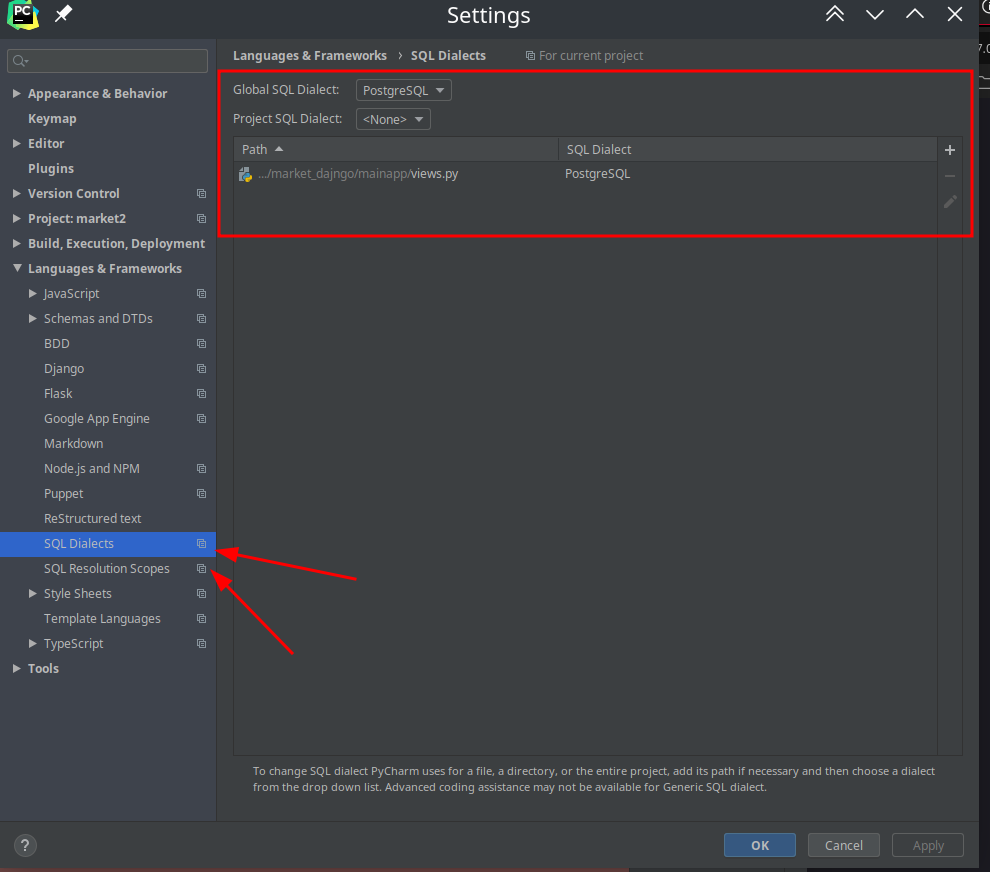 PC
Settings
Languages & Frameworks › SQL Dialects
For current project
Appearance & Behavior
Keymap
Editor
Plugins
Version Control
Project: market2
Build, Execution, Deployment
Languages & Frameworks
JavaScript
Schemas and DTDs
BDD
Django
Flask
Google App Engine
Markdown
Node.js and NPM
Puppet
ReStructured text
SQL Dialects
SQL Resolution Scopes
Style Sheets
Template Languages
TypeScript
Tools
Global SQL Dialect: PostgreSQL
Project SQL Dialect: <None>
Path SQL Dialect
.../market_dajngo/mainapp/views.py PostgreSQL
To change SQL dialect PyCharm uses for a file, a directory, or the entire project, add its path if necessary and then choose a dialect
from the drop down list. Advanced coding assistance may not be available for Generic SQL dialect.
? OK Cancel Apply